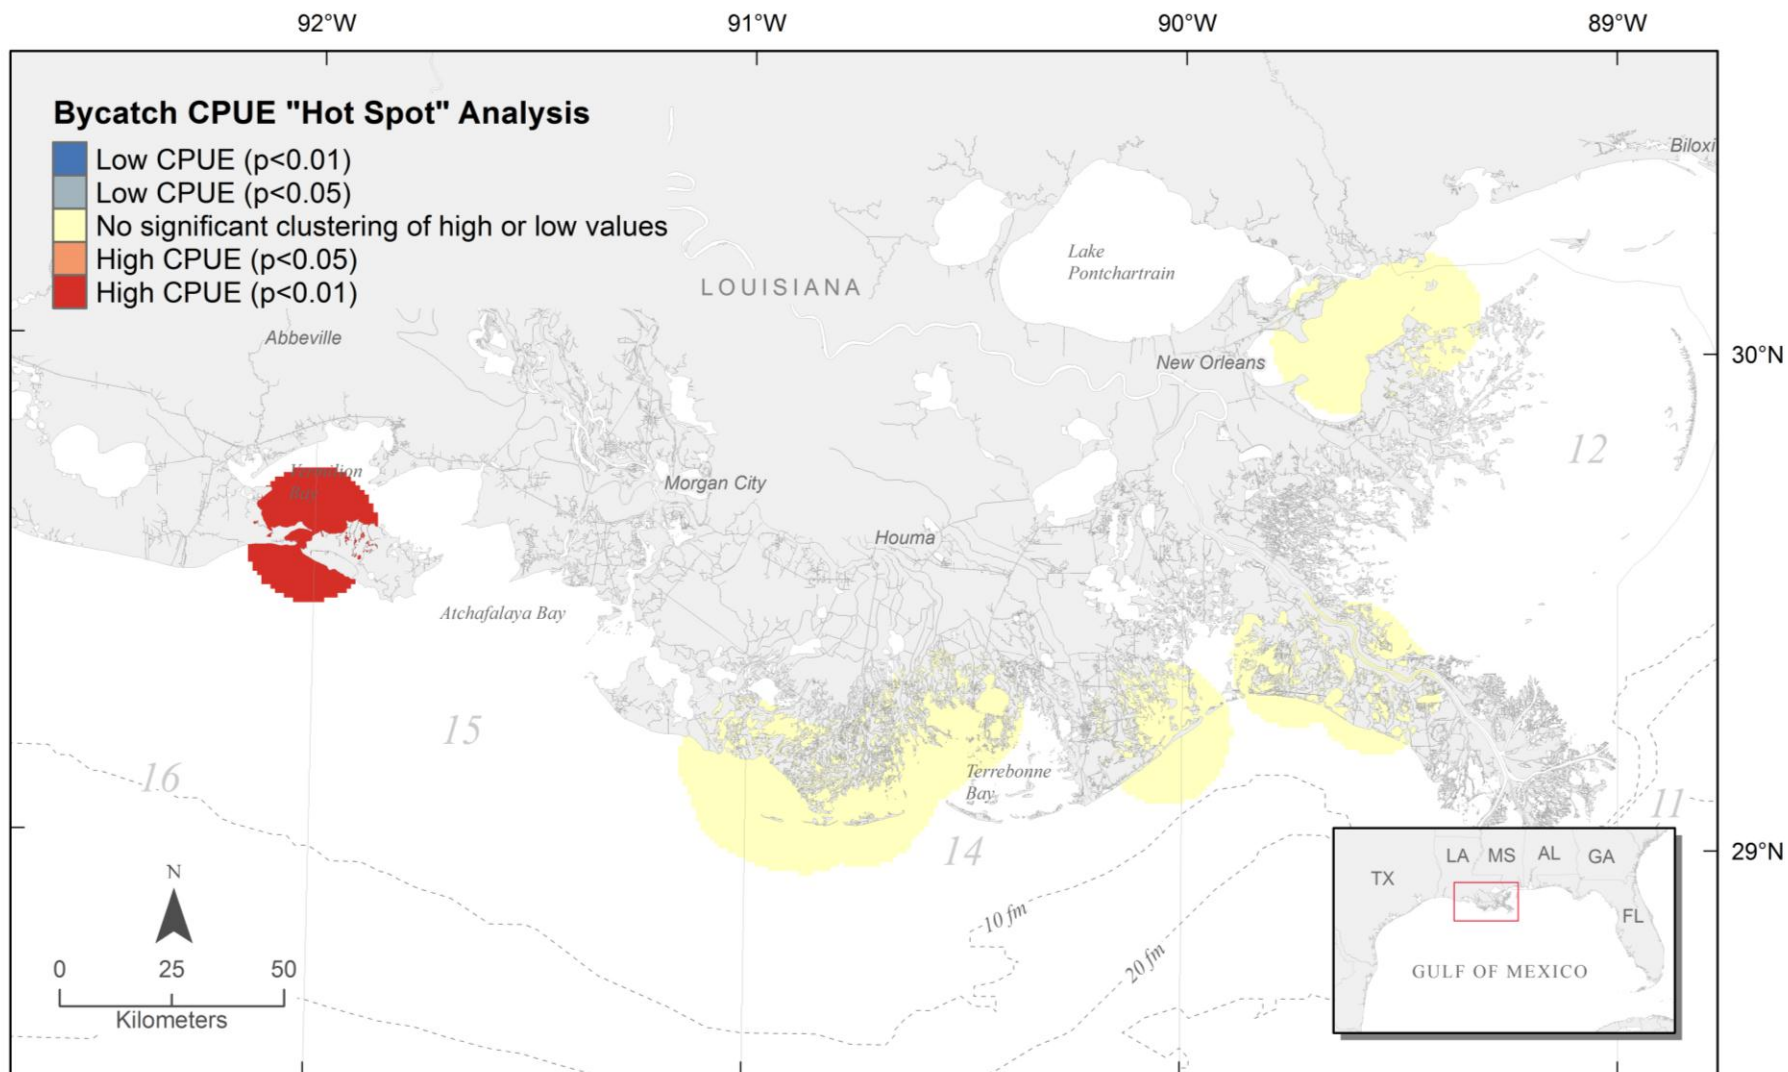 92°W
91°W
90°W
89°W
Bycatch CPUE "Hot Spot" Analysis
Low CPUE (p<0.01)
Low CPUE (p<0.05)
No significant clustering of high or low values
High CPUE (p<0.05)
High CPUE (p<0.01)
Biloxi
Lake
Pontchartrain
LOUISIANA
Abbeville
New Orleans
30°N
12
Vermilion
Bay
Morgan City
Houma
Atchafalaya Bay
15
16
Terrebonne
Bay
14
11
29°N
10 fm
20 fm
N
0 25 50
Kilometers
LA MS AL GA
TX
FL
GULF OF MEXICO